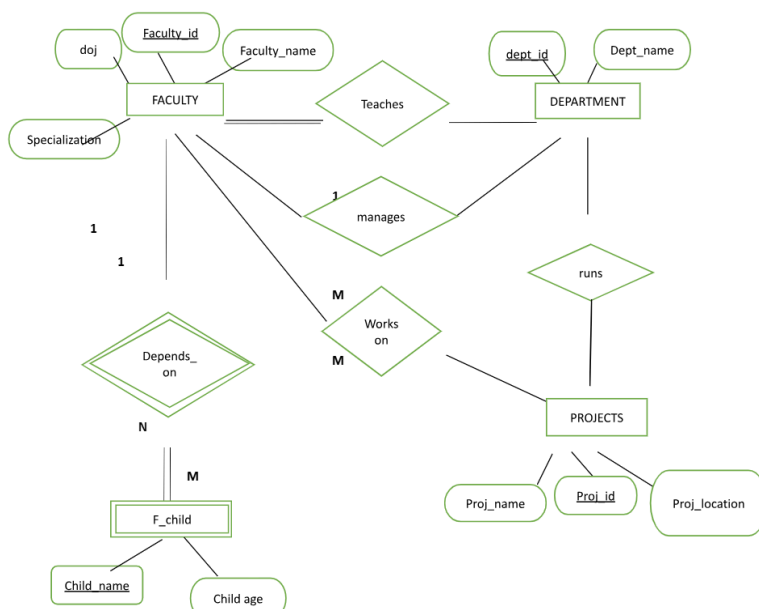 Faculty_id
doj
Faculty_name
dept_id
Dept_name
FACULTY
Teaches
DEPARTMENT
Specialization
1
manages
1
1
runs
M
Works
on
M
Depends_
on
N
PROJECTS
M
Proj_name
Proj_id
Proj_location
F_child
Child_name
Child age